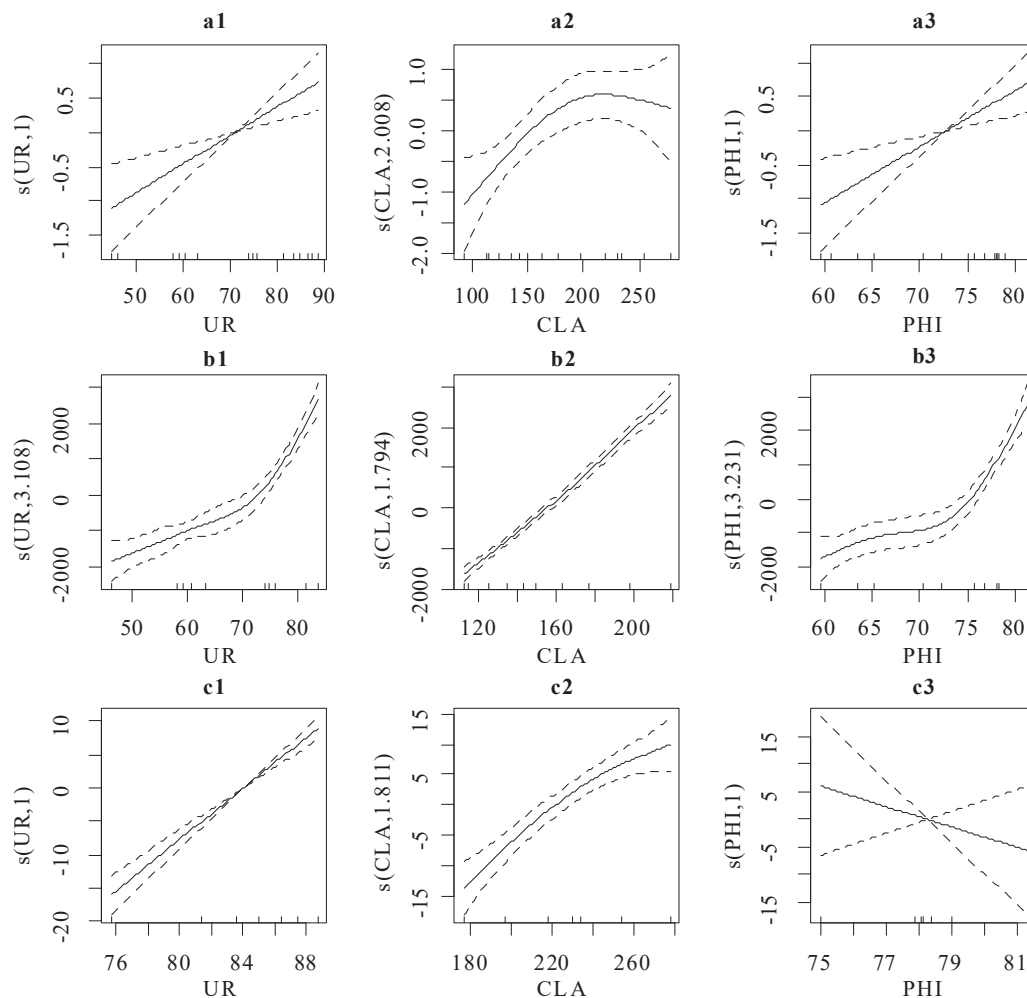 a1
s(UR,1)
0.5
-0.5
-1.5
50 60 70 80 90
UR
a2
s(CLA,2.008)
1.0
0.0
-1.0
-2.0
100 150 200 250
CLA
a3
s(PHI,1)
0.5
-0.5
-1.5
60 65 70 75 80
PHI
b1
s(UR,3.108)
2000
0
-2000
50 60 70 80
UR
b2
s(CLA,1.794)
2000
0
-2000
120 160 200
CLA
b3
s(PHI,3.231)
2000
0
-2000
60 65 70 75 80
PHI
c1
s(UR,1)
10
0
-10
-20
76 80 84 88
UR
c2
s(CLA,1.811)
15
5
-5
-15
180 220 260
CLA
c3
s(PHI,1)
15
5
-5
-15
75 77 79 81
PHI